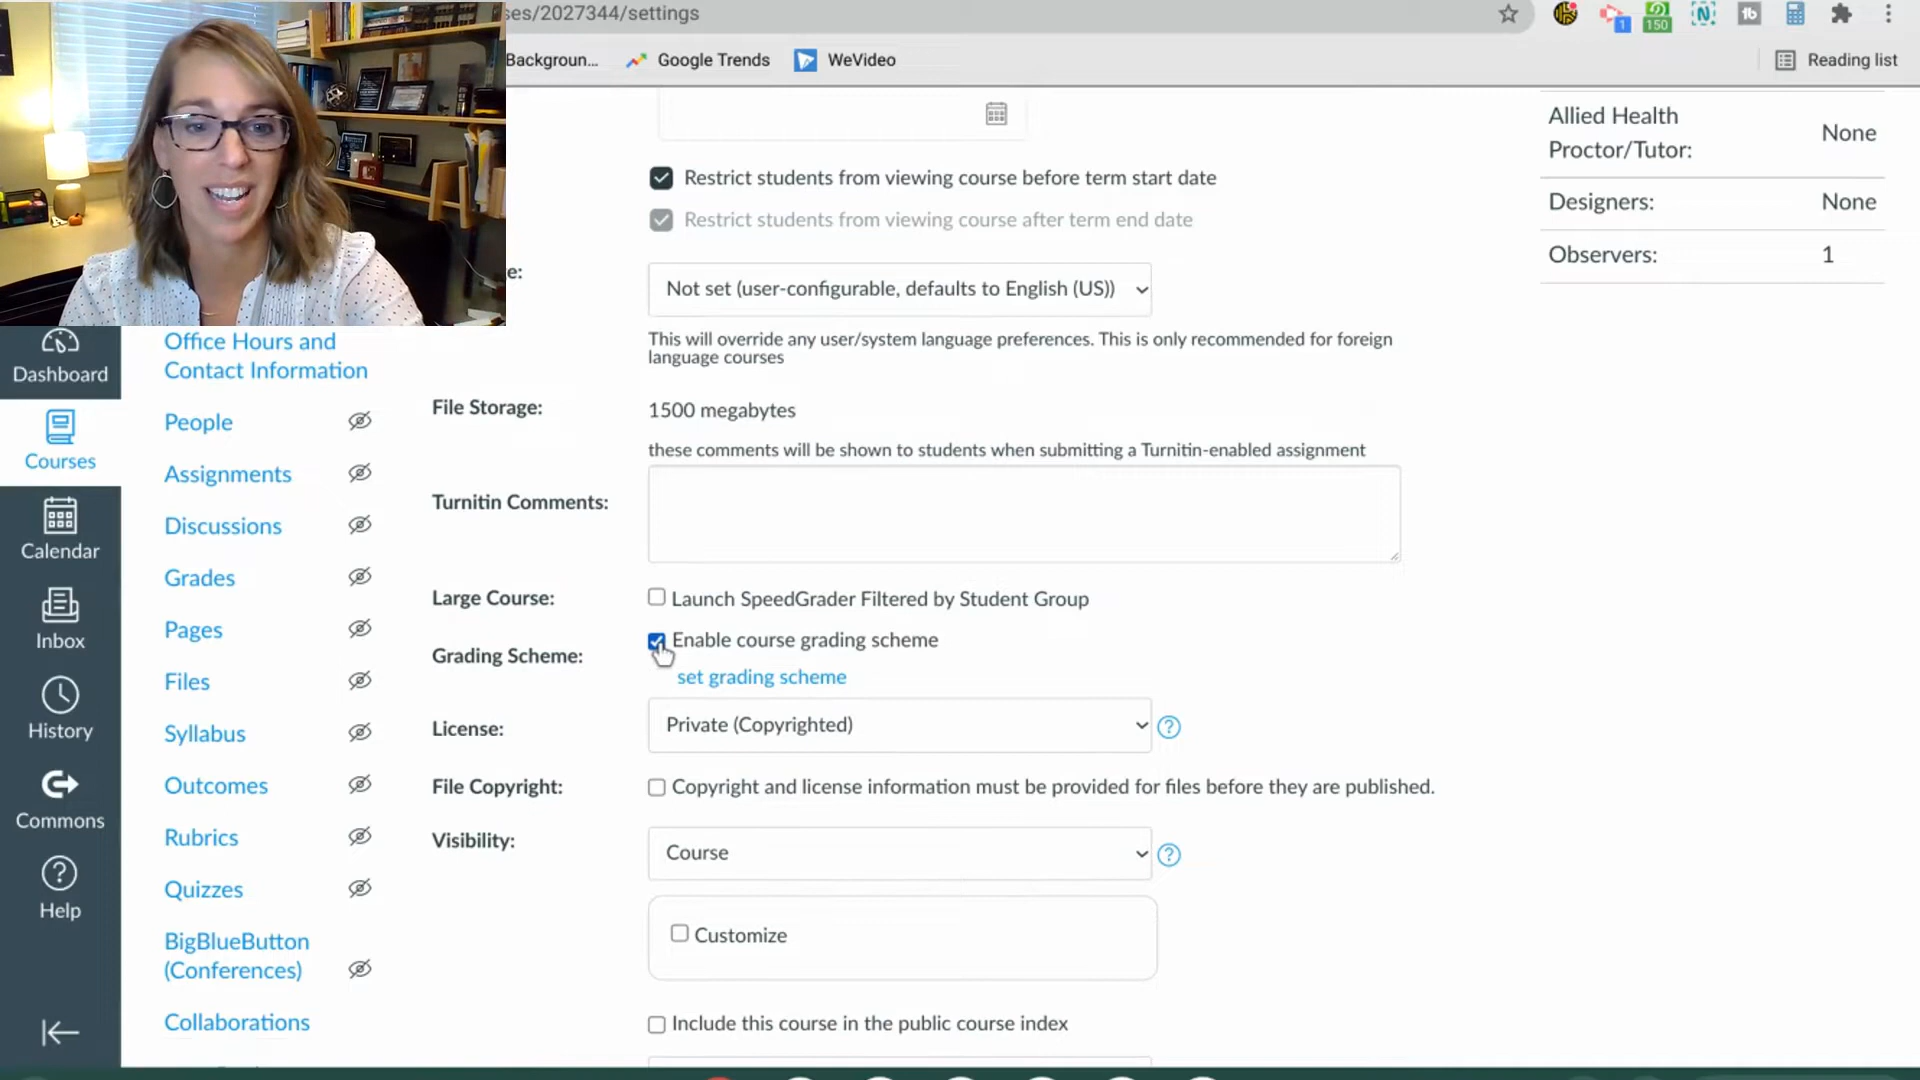 ses/2027344/settings
1
150
tb
Backgroun...
Google Trends
WeVideo
Reading list
Allied Health
Proctor/Tutor:
None
Restrict students from viewing course before term start date
Restrict students from viewing course after term end date
Designers:
None
Observers:
1
e:
Not set (user-configurable, defaults to English (US))
This will override any user/system language preferences. This is only recommended for foreign
language courses
Dashboard
Courses
Calendar
Inbox
History
Commons
Help
Office Hours and
Contact Information
People
Assignments
Discussions
Grades
Pages
Files
Syllabus
Outcomes
Rubrics
Quizzes
BigBlueButton
(Conferences)
Collaborations
File Storage:
1500 megabytes
these comments will be shown to students when submitting a Turnitin-enabled assignment
Turnitin Comments:
Large Course:
Launch SpeedGrader Filtered by Student Group
Grading Scheme:
Enable course grading scheme
set grading scheme
License:
Private (Copyrighted)
File Copyright:
Copyright and license information must be provided for files before they are published.
Visibility:
Course
Customize
Include this course in the public course index